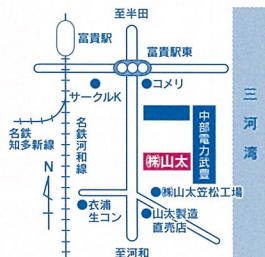 至半田
富貴駅
富貴駅東
サークルK
コメリ
三河湾
名鉄
知多新線
名鉄河和線
中部電力武豊
㈱山太
N
㈱山太笠松工場
衣浦
生コン
山太製造
直売店
至河和